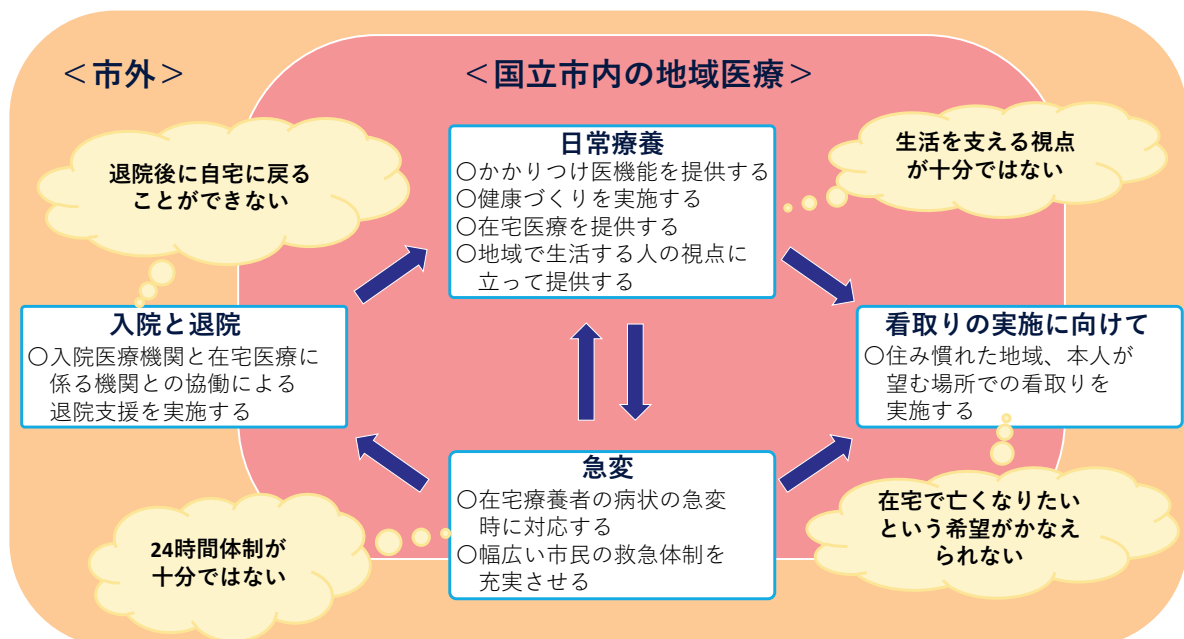 ＜市外＞
＜国立市内の地域医療＞
退院後に自宅に戻る
ことができない
日常療養
〇かかりつけ医機能を提供する
〇健康づくりを実施する
〇在宅医療を提供する
〇地域で生活する人の視点に
立って提供する
生活を支える視点
が十分ではない
入院と退院
〇入院医療機関と在宅医療に
係る機関との協働による
退院支援を実施する
看取りの実施に向けて
〇住み慣れた地域、本人が
望む場所での看取りを
実施する
24時間体制が
十分ではない
急変
〇在宅療養者の病状の急変
時に対応する
〇幅広い市民の救急体制を
充実させる
在宅で亡くなりたい
という希望がかなえ
られない